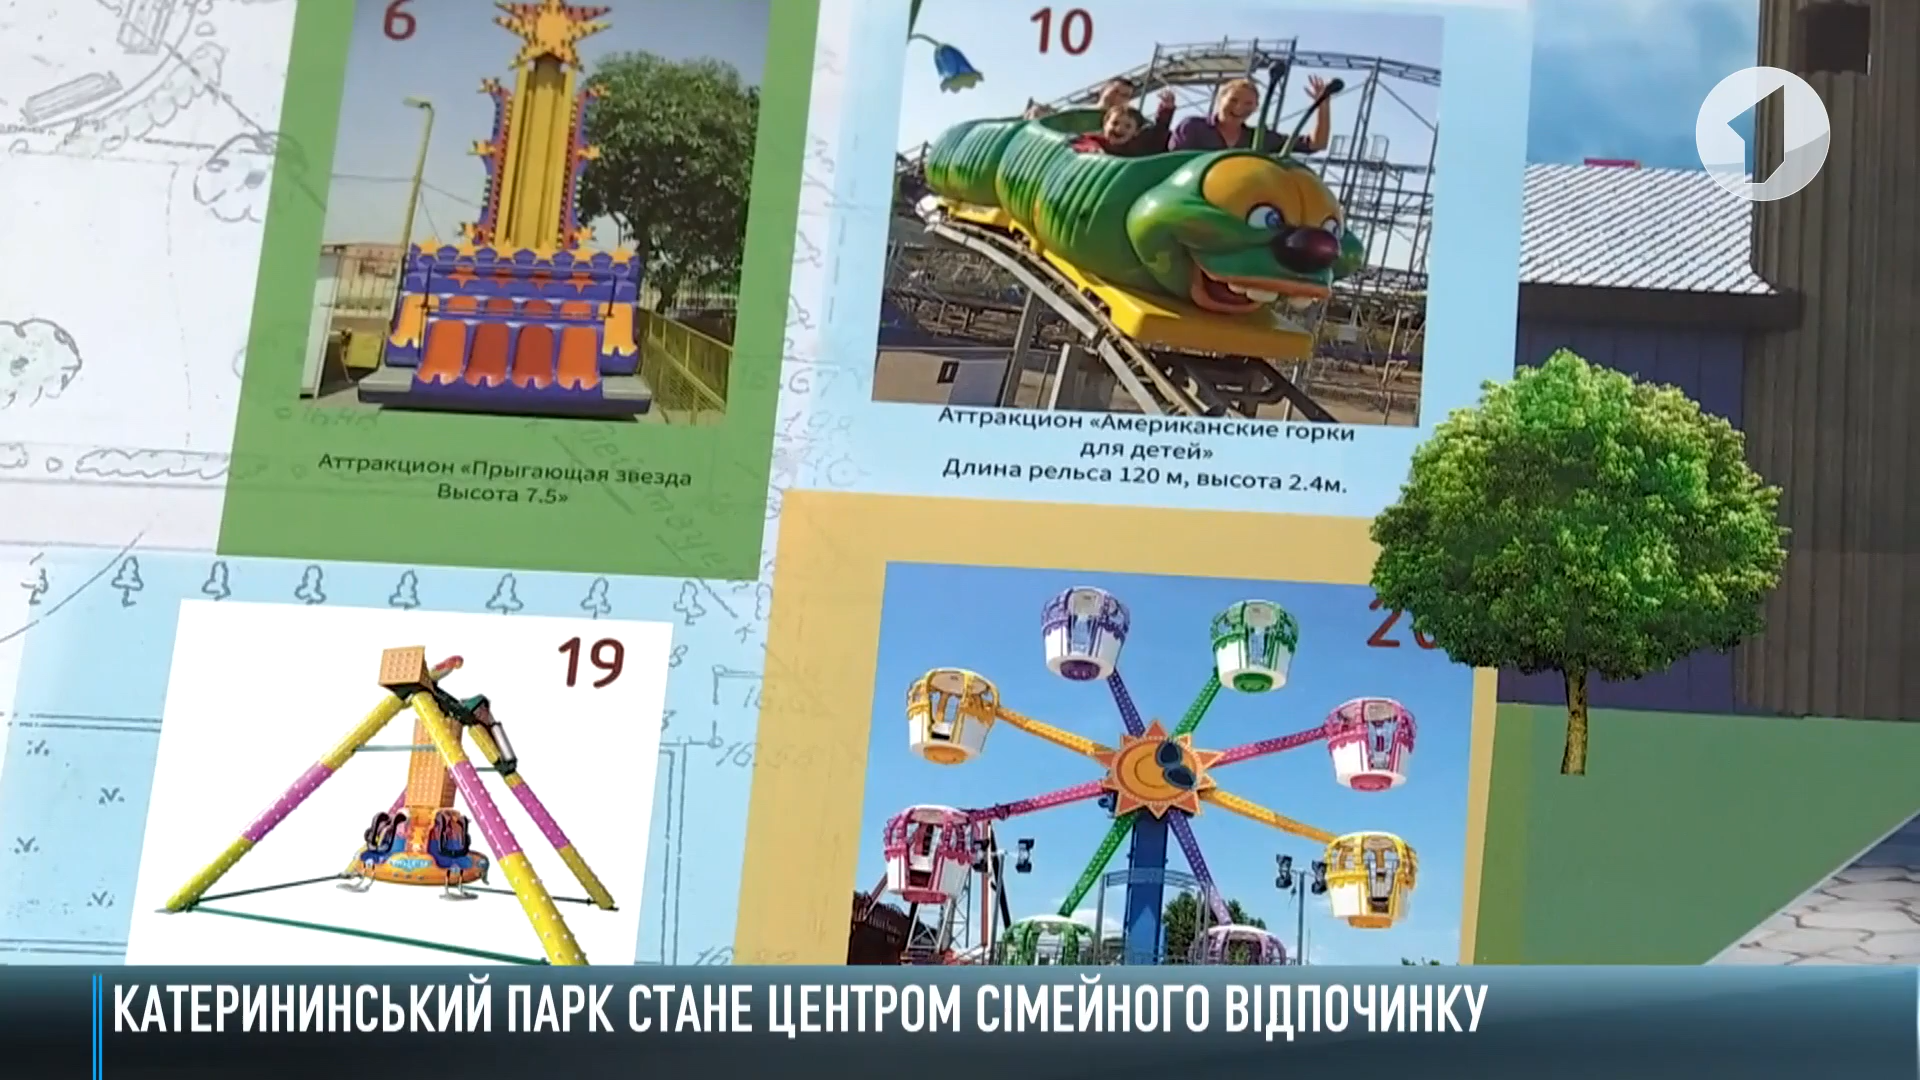 6
10
Аттракцион «Американские горки
для детей»
Длина рельса 120 м, высота 2.4м.
Аттракцион «Прыгающая звезда
Высота 7.5»
19
КАТЕРИНИНСЬКИЙ ПАРК СТАНЕ ЦЕНТРОМ СІМЕЙНОГО ВІДПОЧИНКУ